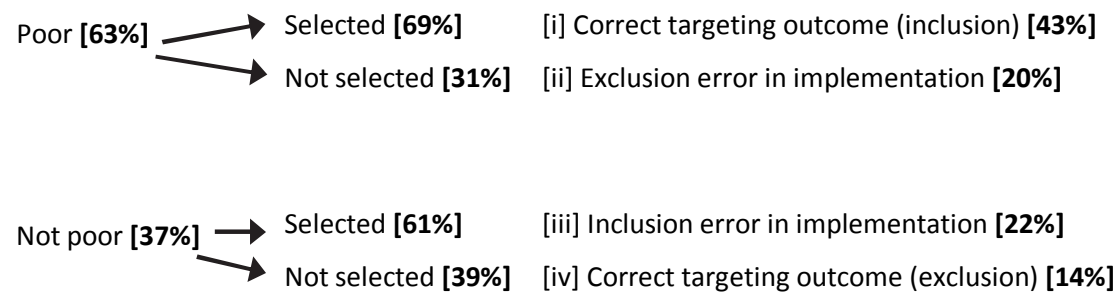 Poor [63%]
Selected [69%] [i] Correct targeting outcome (inclusion) [43%]
Not selected [31%] [ii] Exclusion error in implementation [20%]
Not poor [37%]
Selected [61%] [iii] Inclusion error in implementation [22%]
Not selected [39%] [iv] Correct targeting outcome (exclusion) [14%]